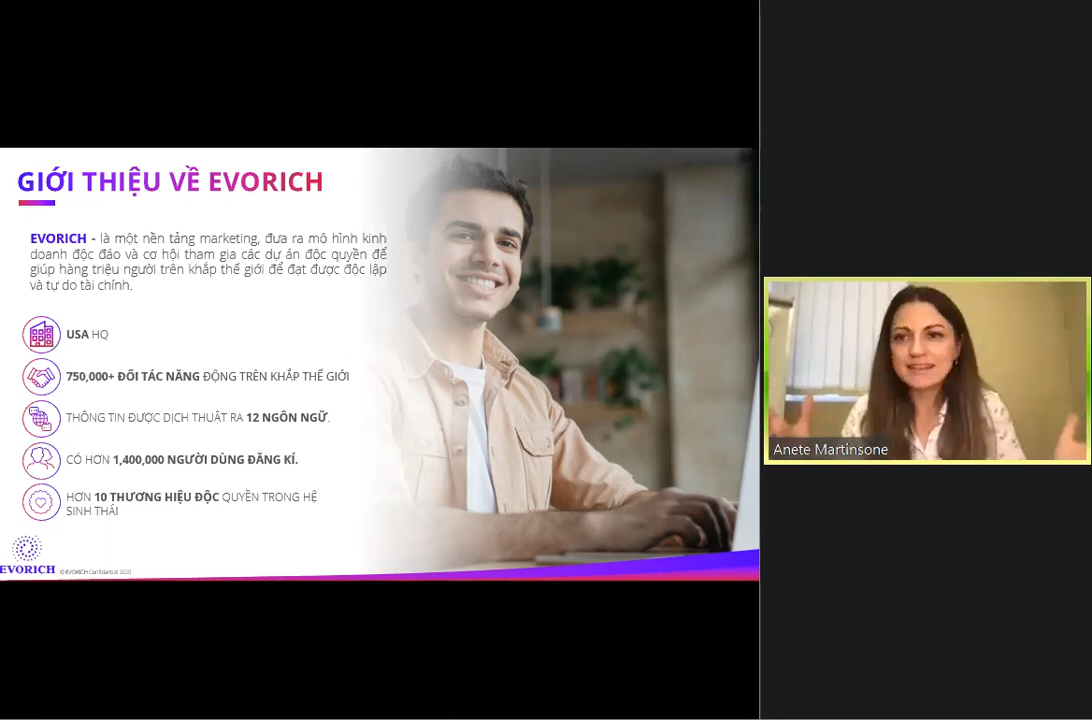 GIỚI THIỆU VỀ EVORICH
EVORICH - là một nền tảng marketing, đưa ra mô hình kinh
doanh độc đáo và cơ hội tham gia các dự án độc quyền để
giúp hàng triệu người trên khắp thế giới để đạt được độc lập
và tự do tài chính.
USA HQ
750,000+ ĐỐI TÁC NĂNG ĐỘNG TRÊN KHẮP THẾ GIỚI
THÔNG TIN ĐƯỢC DỊCH THUẬT RA 12 NGÔN NGỮ.
CÓ HƠN 1,400,000 NGƯỜI DÙNG ĐĂNG KÍ.
HƠN 10 THƯƠNG HIỆU ĐỘC QUYỀN TRONG HỆ
SINH THÁI
EVORICH
© EVORICH Confidential 2020
Anete Martinsone